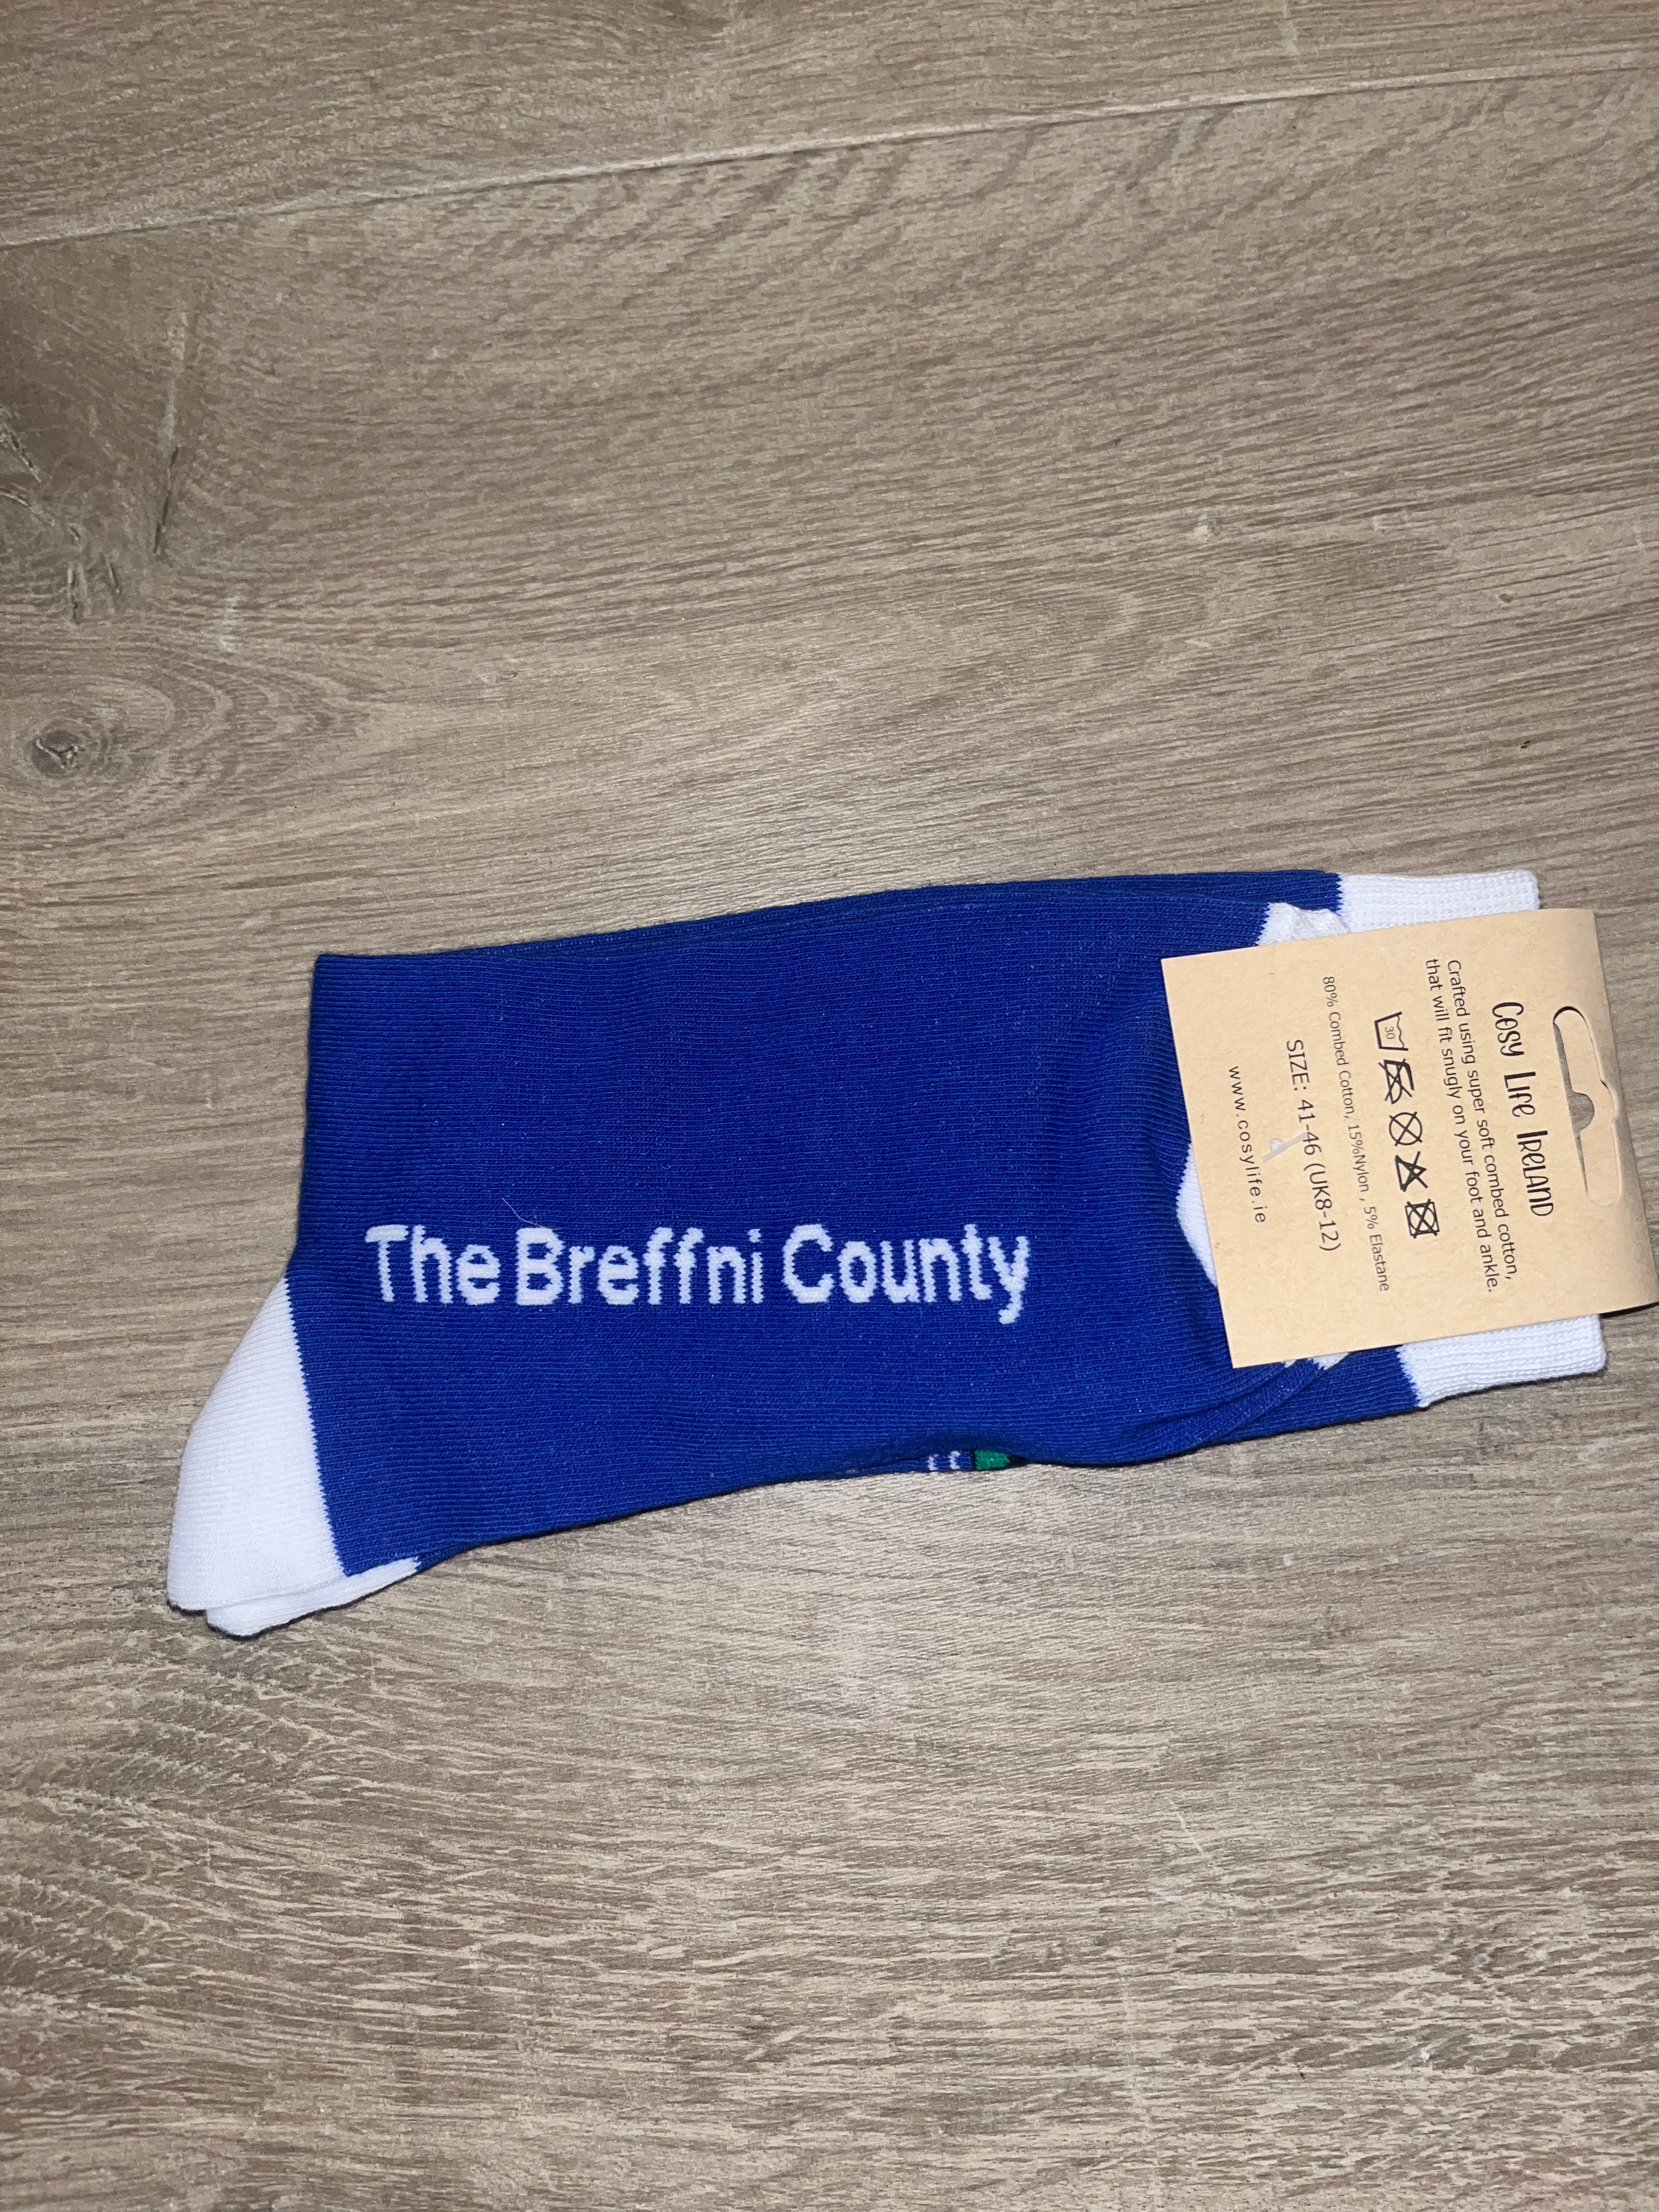 The Breffni County
Cosy Life Ireland
Crafted using super soft combed cotton,
that will fit snugly on your foot and ankle.
30
80% Combed Cotton, 15%Nylon , 5% Elastane
SIZE: 41-46 (UK8-12)
www.cosylife.ie